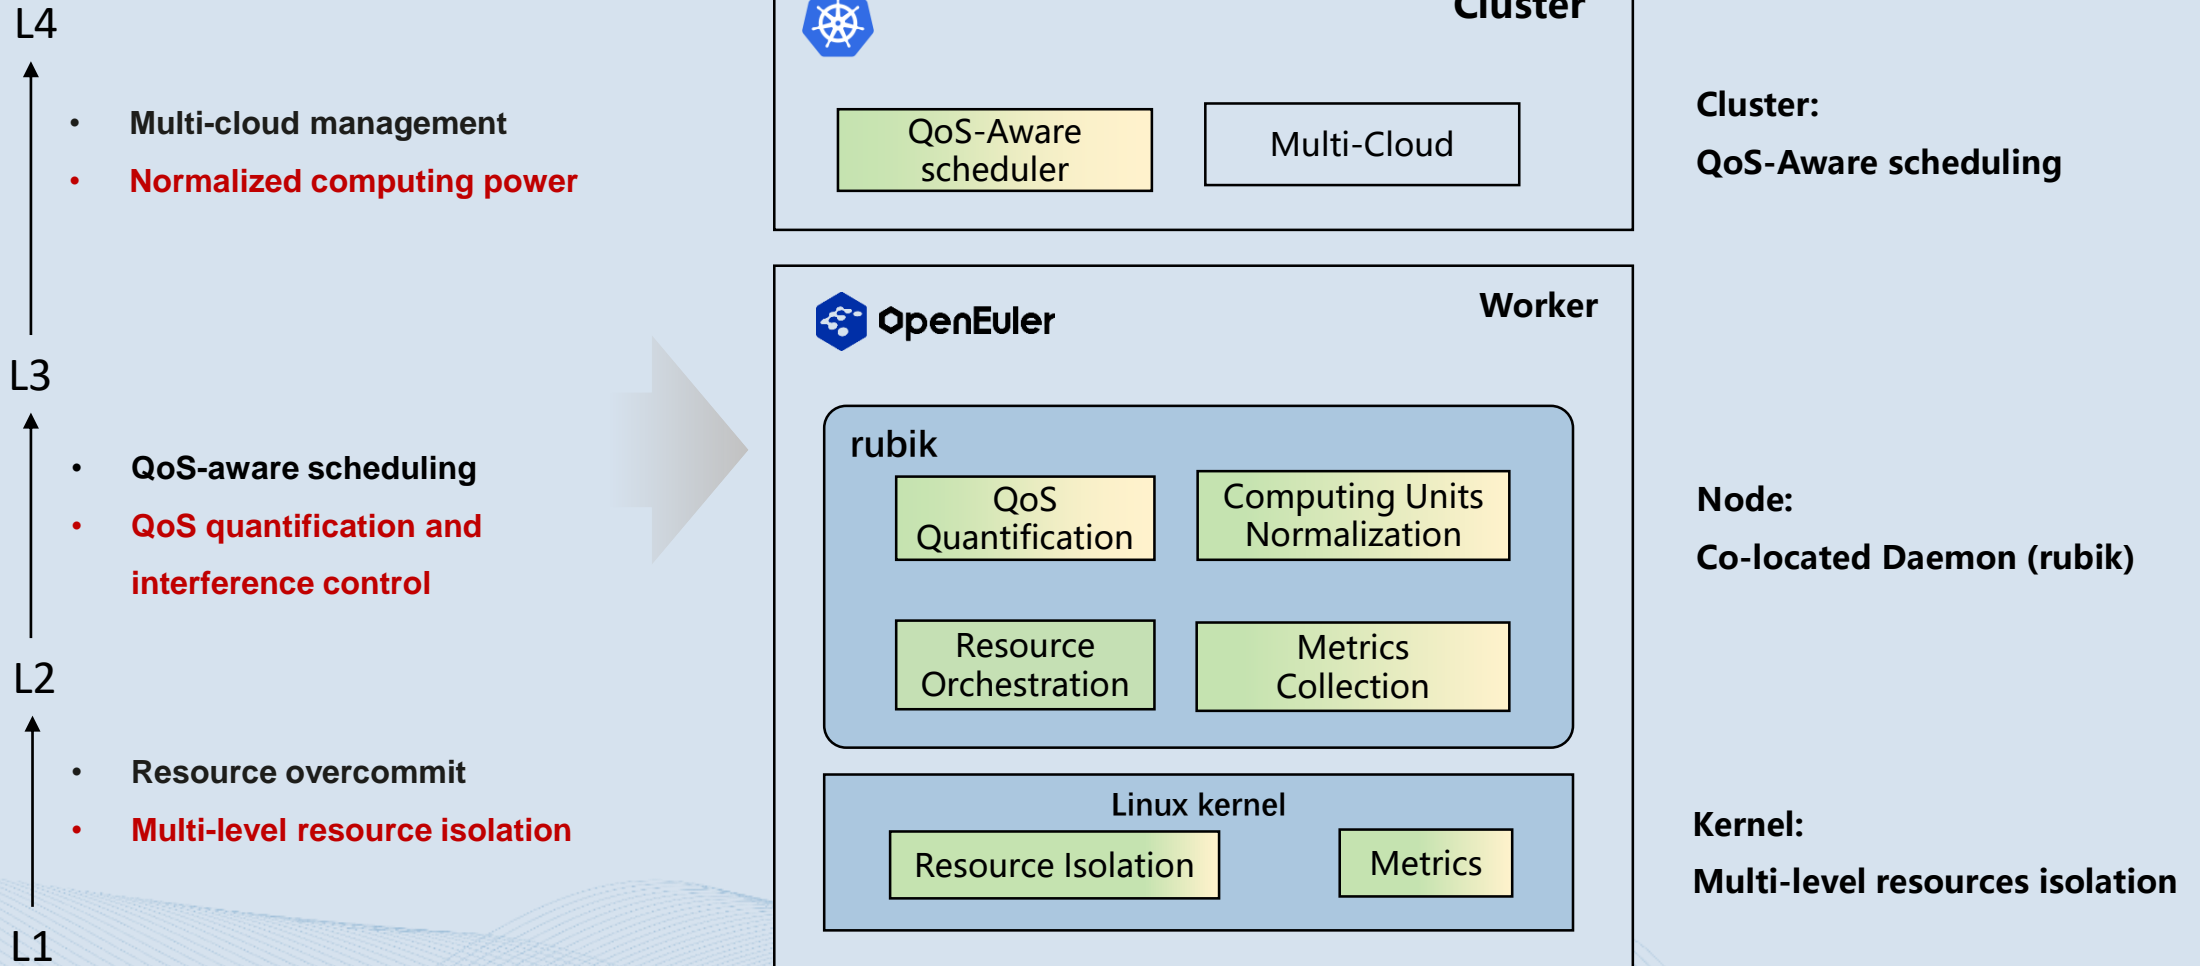 L4
• Multi-cloud management
• Normalized computing power
L3
• QoS-aware scheduling
• QoS quantification and
interference control
L2
• Resource overcommit
• Multi-level resource isolation
L1
Cluster
QoS-Aware
scheduler
Multi-Cloud
OpenEuler
Worker
rubik
QoS
Quantification
Computing Units
Normalization
Resource
Orchestration
Metrics
Collection
Linux kernel
Resource Isolation
Metrics
Cluster:
QoS-Aware scheduling
Node:
Co-located Daemon (rubik)
Kernel:
Multi-level resources isolation